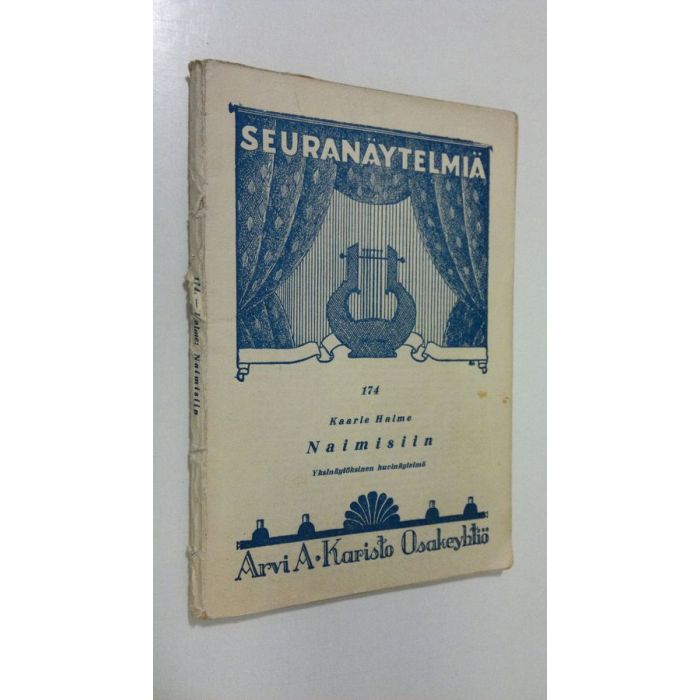 SEURANÄYTELMIÄ
174
Kaarle Halme
Naimisiin
Yksinäytöksinen huvinäytelmä
Arvi A. Karisto Osakeyhtiö
174. — Halme: Naimisiin